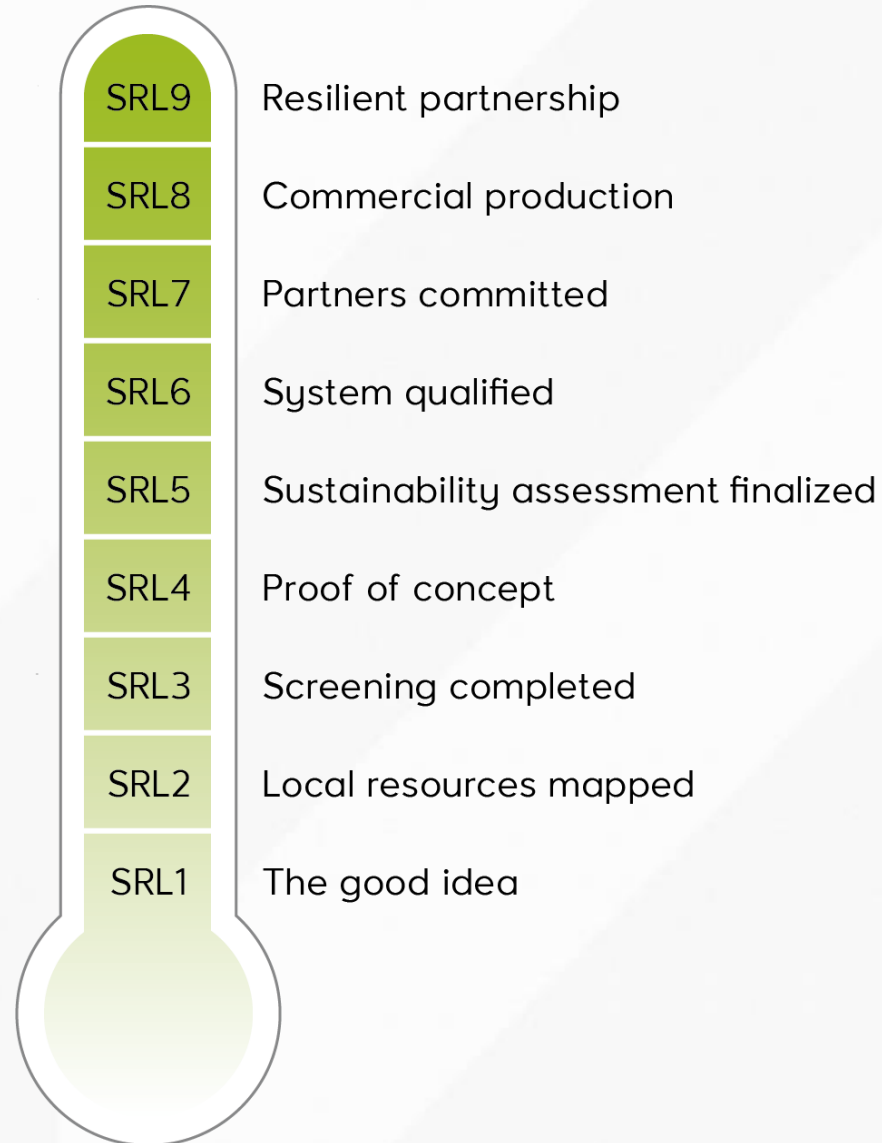 SRL9 Resilient partnership
SRL8 Commercial production
SRL7 Partners committed
SRL6 System qualified
SRL5 Sustainability assessment finalized
SRL4 Proof of concept
SRL3 Screening completed
SRL2 Local resources mapped
SRL1 The good idea